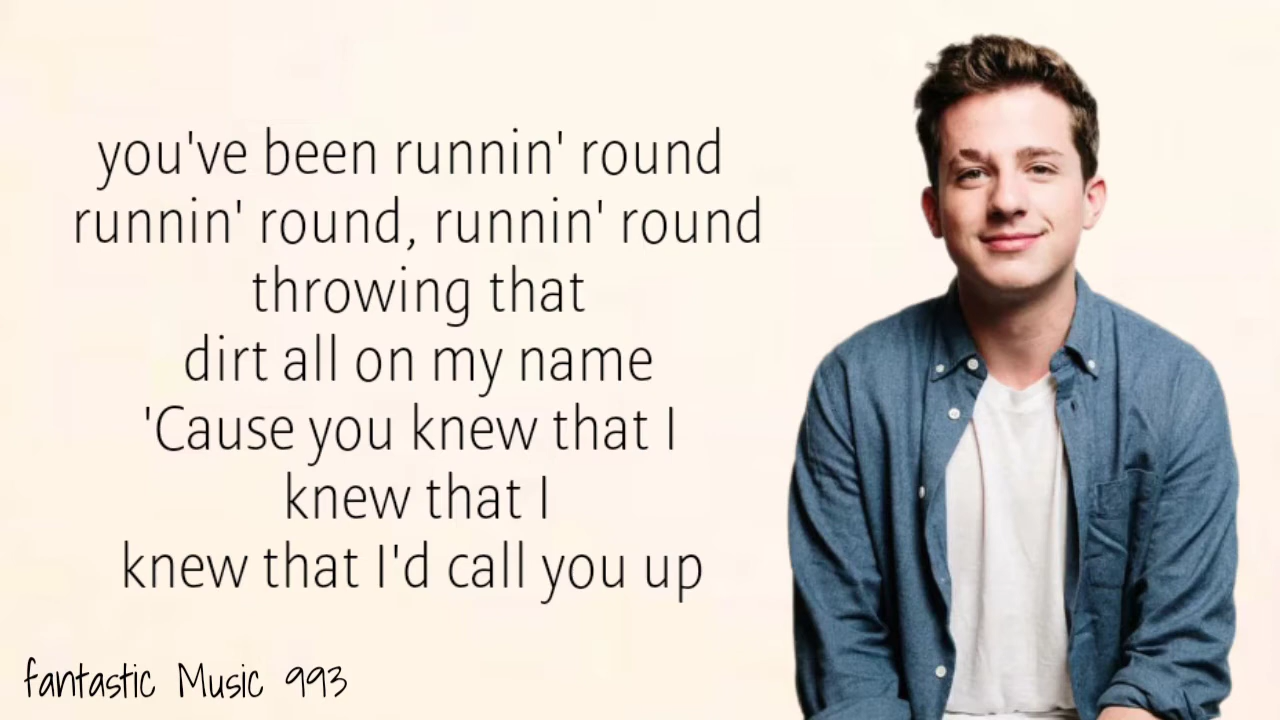 you've been runnin' round
runnin' round, runnin' round
throwing that
dirt all on my name
'Cause you knew that I
knew that I
knew that I'd call you up
fantastic Music 993